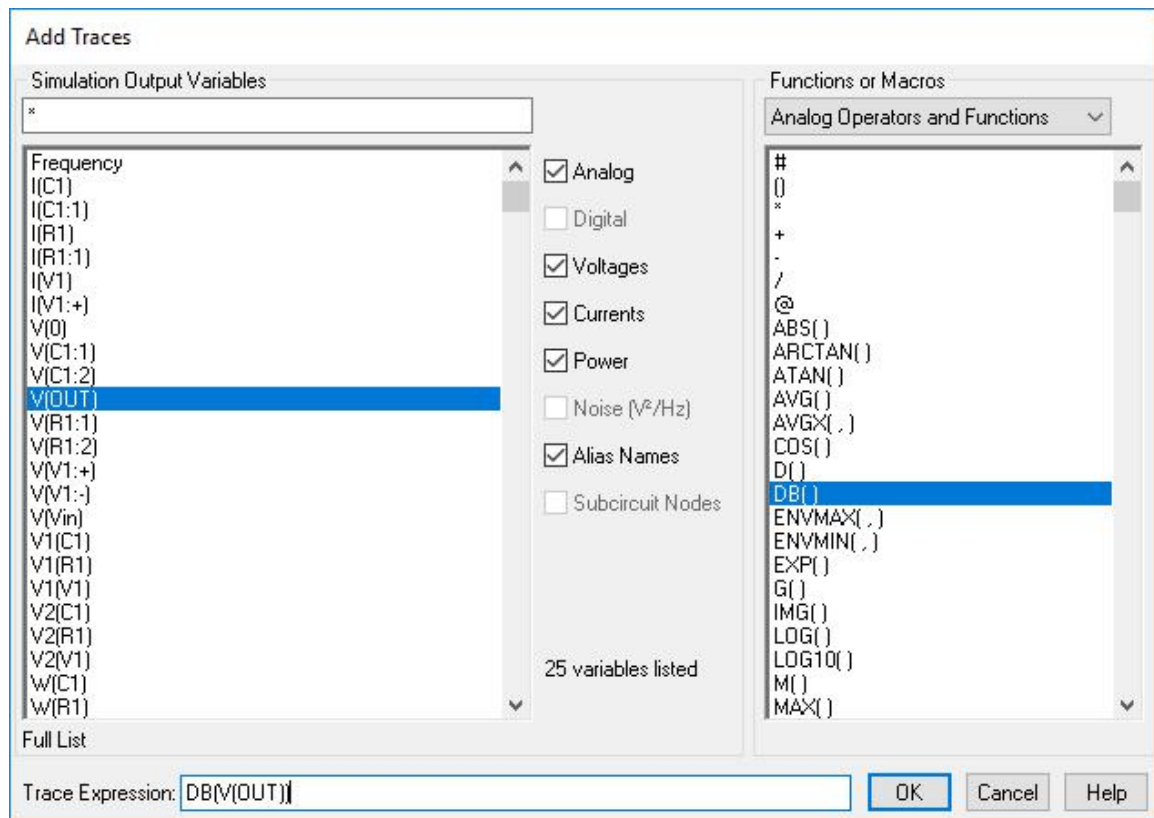 Add Traces
Simulation Output Variables
*
Frequency
I(C1)
I(C1:1)
I(R1)
I(R1:1)
I(V1)
I(V1:+)
V(0)
V(C1:1)
V(C1:2)
V(OUT)
V(R1:1)
V(R1:2)
V(V1:+)
V(V1:-)
V(Vin)
V1(C1)
V1(R1)
V1(V1)
V2(C1)
V2(R1)
V2(V1)
W(C1)
W(R1)
Full List
Analog
Digital
Voltages
Currents
Power
Noise (V²/Hz)
Alias Names
Subcircuit Nodes
25 variables listed
Functions or Macros
Analog Operators and Functions
#
()
*
+
-
/
@
ABS( )
ARCTAN( )
ATAN( )
AVG( )
AVGX( , )
COS( )
D( )
DB( )
ENVMAX( , )
ENVMIN( , )
EXP( )
G( )
IMG( )
LOG( )
LOG10( )
M( )
MAX( )
Trace Expression: DB(V(OUT))
OK Cancel Help